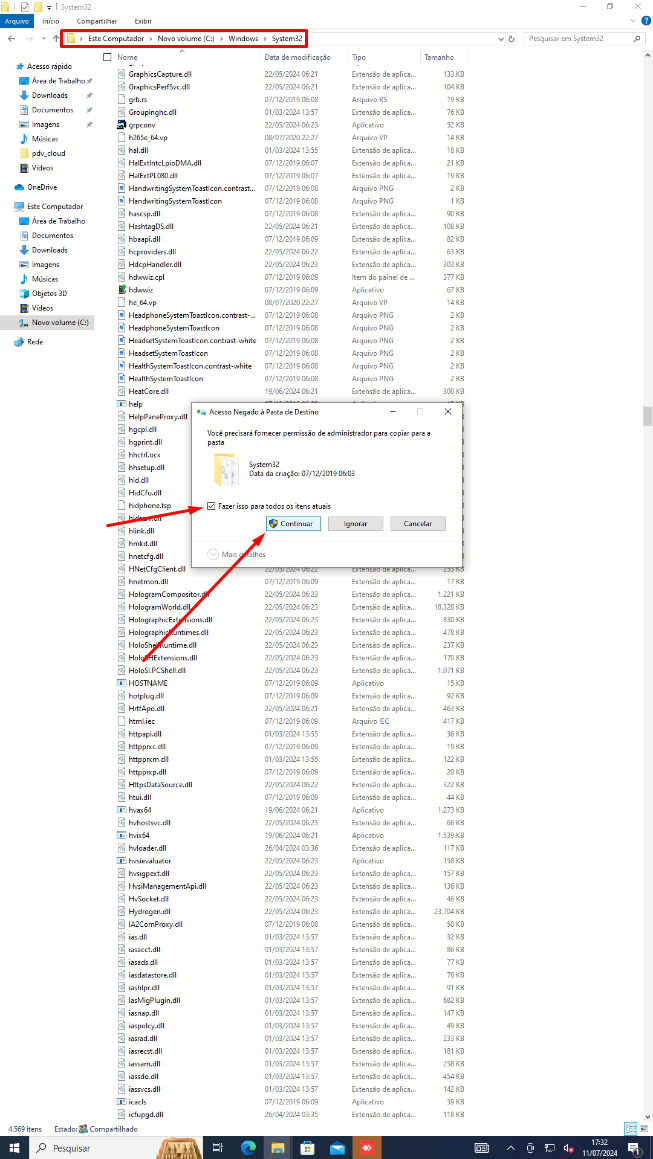 System32
Arquivo Início Compartilhar Exibir
Este Computador > Novo volume (C:) > Windows > System32
Pesquisar em System32
Nome Data de modificação Tipo Tamanho
Acesso rápido
Área de Trabalho
Downloads
Documentos
Imagens
Músicas
pdv_cloud
Vídeos
OneDrive
Este Computador
Área de Trabalho
Documentos
Downloads
Imagens
Músicas
Objetos 3D
Vídeos
Novo volume (C:)
Rede
GraphicsCapture.dll 22/05/2024 06:21 Extensão de aplica... 133 KB
GraphicsPerfSvc.dll 22/05/2024 06:21 Extensão de aplica... 104 KB
grb.rs 07/12/2019 06:08 Arquivo RS 19 KB
Groupinghc.dll 01/03/2024 13:57 Extensão de aplica... 76 KB
grpconv 22/05/2024 06:23 Aplicativo 52 KB
h265e_64.vp 08/07/2020 22:27 Arquivo VP 14 KB
hal.dll 01/03/2024 13:55 Extensão de aplica... 18 KB
HalExtIntcLpioDMA.dll 07/12/2019 06:07 Extensão de aplica... 21 KB
HalExtPL080.dll 07/12/2019 06:07 Extensão de aplica... 19 KB
HandwritingSystemToastIcon.contrast... 07/12/2019 06:08 Arquivo PNG 2 KB
HandwritingSystemToastIcon 07/12/2019 06:08 Arquivo PNG 1 KB
hascsp.dll 07/12/2019 06:08 Extensão de aplica... 90 KB
HashtagDS.dll 22/05/2024 06:21 Extensão de aplica... 108 KB
hbaapi.dll 07/12/2019 06:09 Extensão de aplica... 82 KB
hcproviders.dll 22/05/2024 06:22 Extensão de aplica... 63 KB
HdcpHandler.dll 22/05/2024 06:23 Extensão de aplica... 303 KB
hdwwiz.cpl 07/12/2019 06:09 Item do painel de ... 377 KB
hdwwiz 07/12/2019 06:09 Aplicativo 67 KB
he_64.vp 08/07/2020 22:27 Arquivo VP 14 KB
HeadphoneSystemToastIcon.contrast-... 07/12/2019 06:08 Arquivo PNG 2 KB
HeadphoneSystemToastIcon 07/12/2019 06:08 Arquivo PNG 2 KB
HeadsetSystemToastIcon.contrast-white 07/12/2019 06:08 Arquivo PNG 2 KB
HeadsetSystemToastIcon 07/12/2019 06:08 Arquivo PNG 2 KB
HealthSystemToastIcon.contrast-white 07/12/2019 06:08 Arquivo PNG 2 KB
HealthSystemToastIcon 07/12/2019 06:08 Arquivo PNG 2 KB
HeatCore.dll 19/06/2024 06:21 Extensão de aplica... 300 KB
help
HelpPaneProxy.dll
hgcpl.dll
hgprint.dll
hhctrl.ocx
hhsetup.dll
hid.dll
HidCfu.dll
hidphone.tsp
hlink.dll
hmkd.dll
hnetcfg.dll
Acesso Negado à Pasta de Destino
Você precisará fornecer permissão de administrador para copiar para a
pasta
System32
Data da criação: 07/12/2019 06:03
Fazer isso para todos os itens atuais
Continuar Ignorar Cancelar
Mais detalhes
HNetCfgClient.dll 22/05/2024 06:22 Extensão de aplica... 233 KB
hnetmon.dll 07/12/2019 06:09 Extensão de aplica... 17 KB
HologramCompositor.dll 22/05/2024 06:23 Extensão de aplica... 1.221 KB
HologramWorld.dll 22/05/2024 06:23 Extensão de aplica... 18.328 KB
HolographicExtensions.dll 22/05/2024 06:23 Extensão de aplica... 830 KB
HolographicRuntimes.dll 22/05/2024 06:23 Extensão de aplica... 478 KB
HoloShellRuntime.dll 22/05/2024 06:23 Extensão de aplica... 237 KB
HoloSHExtensions.dll 22/05/2024 06:23 Extensão de aplica... 170 KB
HoloSI.PCShell.dll 22/05/2024 06:23 Extensão de aplica... 1.071 KB
HOSTNAME 07/12/2019 06:09 Aplicativo 15 KB
hotplug.dll 07/12/2019 06:09 Extensão de aplica... 92 KB
HrtfApo.dll 22/05/2024 06:21 Extensão de aplica... 463 KB
html.iec 07/12/2019 06:09 Arquivo IEC 417 KB
httpapi.dll 01/03/2024 13:55 Extensão de aplica... 36 KB
httpprxc.dll 07/12/2019 06:09 Extensão de aplica... 19 KB
httpprxm.dll 01/03/2024 13:55 Extensão de aplica... 122 KB
httpprxp.dll 07/12/2019 06:09 Extensão de aplica... 20 KB
HttpsDataSource.dll 22/05/2024 06:22 Extensão de aplica... 322 KB
htui.dll 07/12/2019 06:09 Extensão de aplica... 44 KB
hvax64 19/06/2024 06:21 Aplicativo 1.273 KB
hvhostsvc.dll 22/05/2024 06:23 Extensão de aplica... 66 KB
hvix64 19/06/2024 06:21 Aplicativo 1.539 KB
hvloader.dll 26/04/2024 03:36 Extensão de aplica... 117 KB
hvsievaluator 22/05/2024 06:23 Aplicativo 158 KB
hvsigpext.dll 22/05/2024 06:23 Extensão de aplica... 157 KB
HvsiManagementApi.dll 22/05/2024 06:23 Extensão de aplica... 136 KB
HvSocket.dll 22/05/2024 06:23 Extensão de aplica... 46 KB
Hydrogen.dll 22/05/2024 06:23 Extensão de aplica... 23.704 KB
IA2ComProxy.dll 07/12/2019 06:08 Extensão de aplica... 50 KB
ias.dll 01/03/2024 13:57 Extensão de aplica... 32 KB
iasacct.dll 01/03/2024 13:57 Extensão de aplica... 86 KB
iasads.dll 01/03/2024 13:57 Extensão de aplica... 77 KB
iasdatastore.dll 01/03/2024 13:57 Extensão de aplica... 76 KB
iashlpr.dll 01/03/2024 13:57 Extensão de aplica... 91 KB
IasMigPlugin.dll 01/03/2024 13:57 Extensão de aplica... 682 KB
iasnap.dll 01/03/2024 13:57 Extensão de aplica... 147 KB
iaspolcy.dll 01/03/2024 13:57 Extensão de aplica... 49 KB
iasrad.dll 01/03/2024 13:57 Extensão de aplica... 233 KB
iasrecst.dll 01/03/2024 13:57 Extensão de aplica... 181 KB
iassam.dll 01/03/2024 13:57 Extensão de aplica... 258 KB
iassdo.dll 01/03/2024 13:57 Extensão de aplica... 454 KB
iassvcs.dll 01/03/2024 13:57 Extensão de aplica... 142 KB
icacls 07/12/2019 06:09 Aplicativo 39 KB
icfupgd.dll 26/04/2024 03:35 Extensão de aplica... 118 KB
4.569 itens Estado: Compartilhado
Pesquisar
17:32
11/07/2024
1